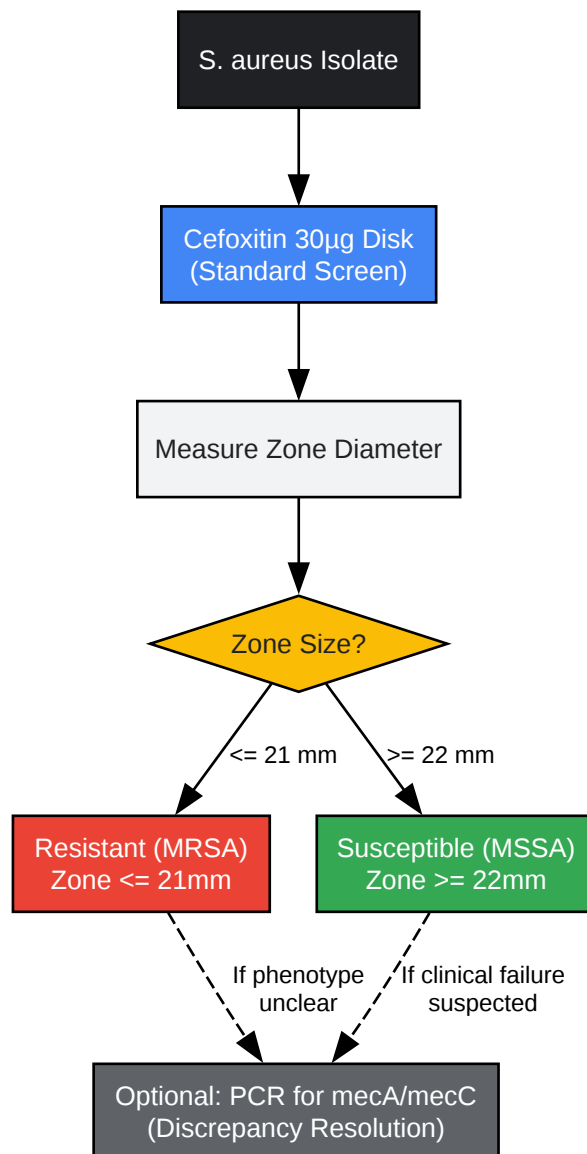 S. aureus Isolate
Cefoxitin 30µg Disk
(Standard Screen)
Measure Zone Diameter
Zone Size?
<= 21 mm
>= 22 mm
Resistant (MRSA)
Zone <= 21mm
Susceptible (MSSA)
Zone >= 22mm
If phenotype
unclear
If clinical failure
suspected
Optional: PCR for mecA/mecC
(Discrepancy Resolution)